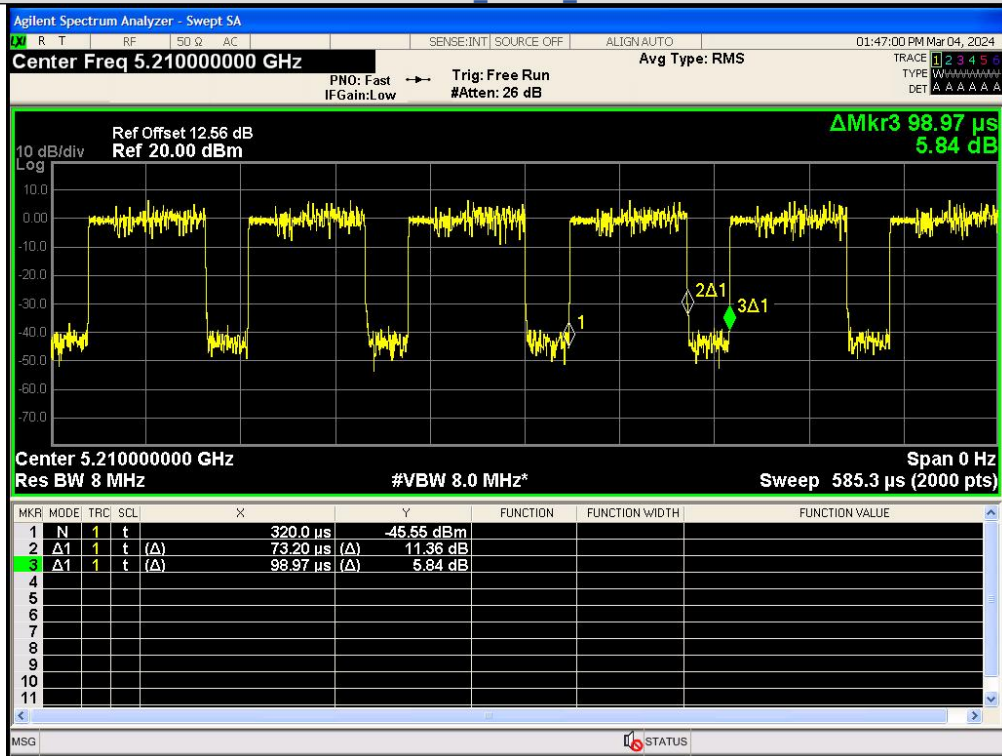 Agilent Spectrum Analyzer - Swept SA
LXI R T RF 50 Ω AC SENSE:INT SOURCE OFF ALIGN AUTO 01:47:00 PM Mar 04, 2024
Center Freq 5.210000000 GHz Avg Type: RMS TRACE 1 2 3 4 5 6
PNO: Fast Trig: Free Run TYPE WWWWWW
IFGain:Low #Atten: 26 dB DET A A A A A A
ΔMkr3 98.97 µs
Ref Offset 12.56 dB 5.84 dB
10 dB/div Ref 20.00 dBm
Log
10.0
0.00
-10.0
-20.0
2Δ1
-30.0
3Δ1
1
-40.0
-50.0
-60.0
-70.0
Center 5.210000000 GHz Span 0 Hz
Res BW 8 MHz #VBW 8.0 MHz* Sweep 585.3 µs (2000 pts)
MKR MODE TRC SCL X Y FUNCTION FUNCTION WIDTH FUNCTION VALUE
1 N 1 t 320.0 µs -45.55 dBm
2 Δ1 1 t (Δ) 73.20 µs (Δ) 11.36 dB
3 Δ1 1 t (Δ) 98.97 µs (Δ) 5.84 dB
4
5
6
7
8
9
10
11
MSG STATUS